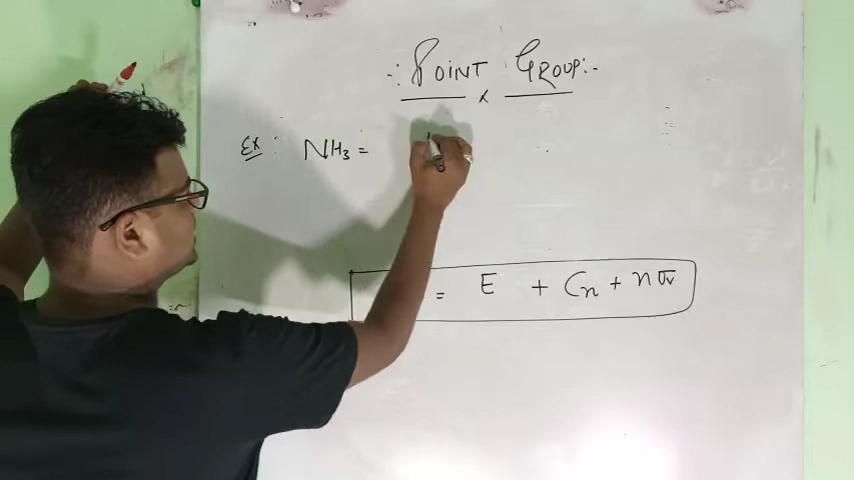 :- POINT GROUP :-
Ex : NH3 =
= E + Cn + nσv